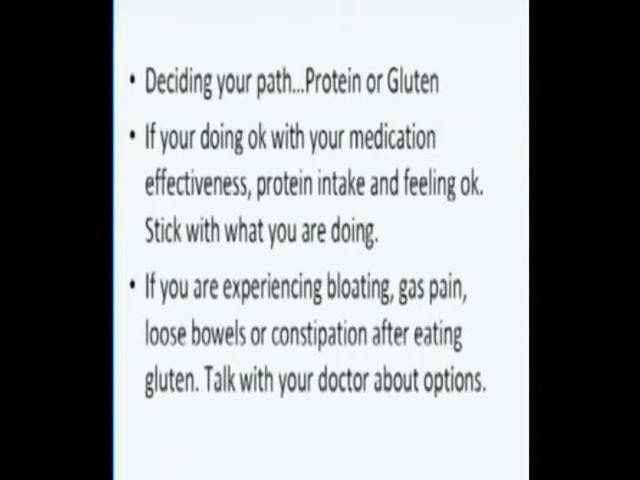 • Deciding your path...Protein or Gluten
• If your doing ok with your medication
effectiveness, protein intake and feeling ok.
Stick with what you are doing.
• If you are experiencing bloating, gas pain,
loose bowels or constipation after eating
gluten. Talk with your doctor about options.